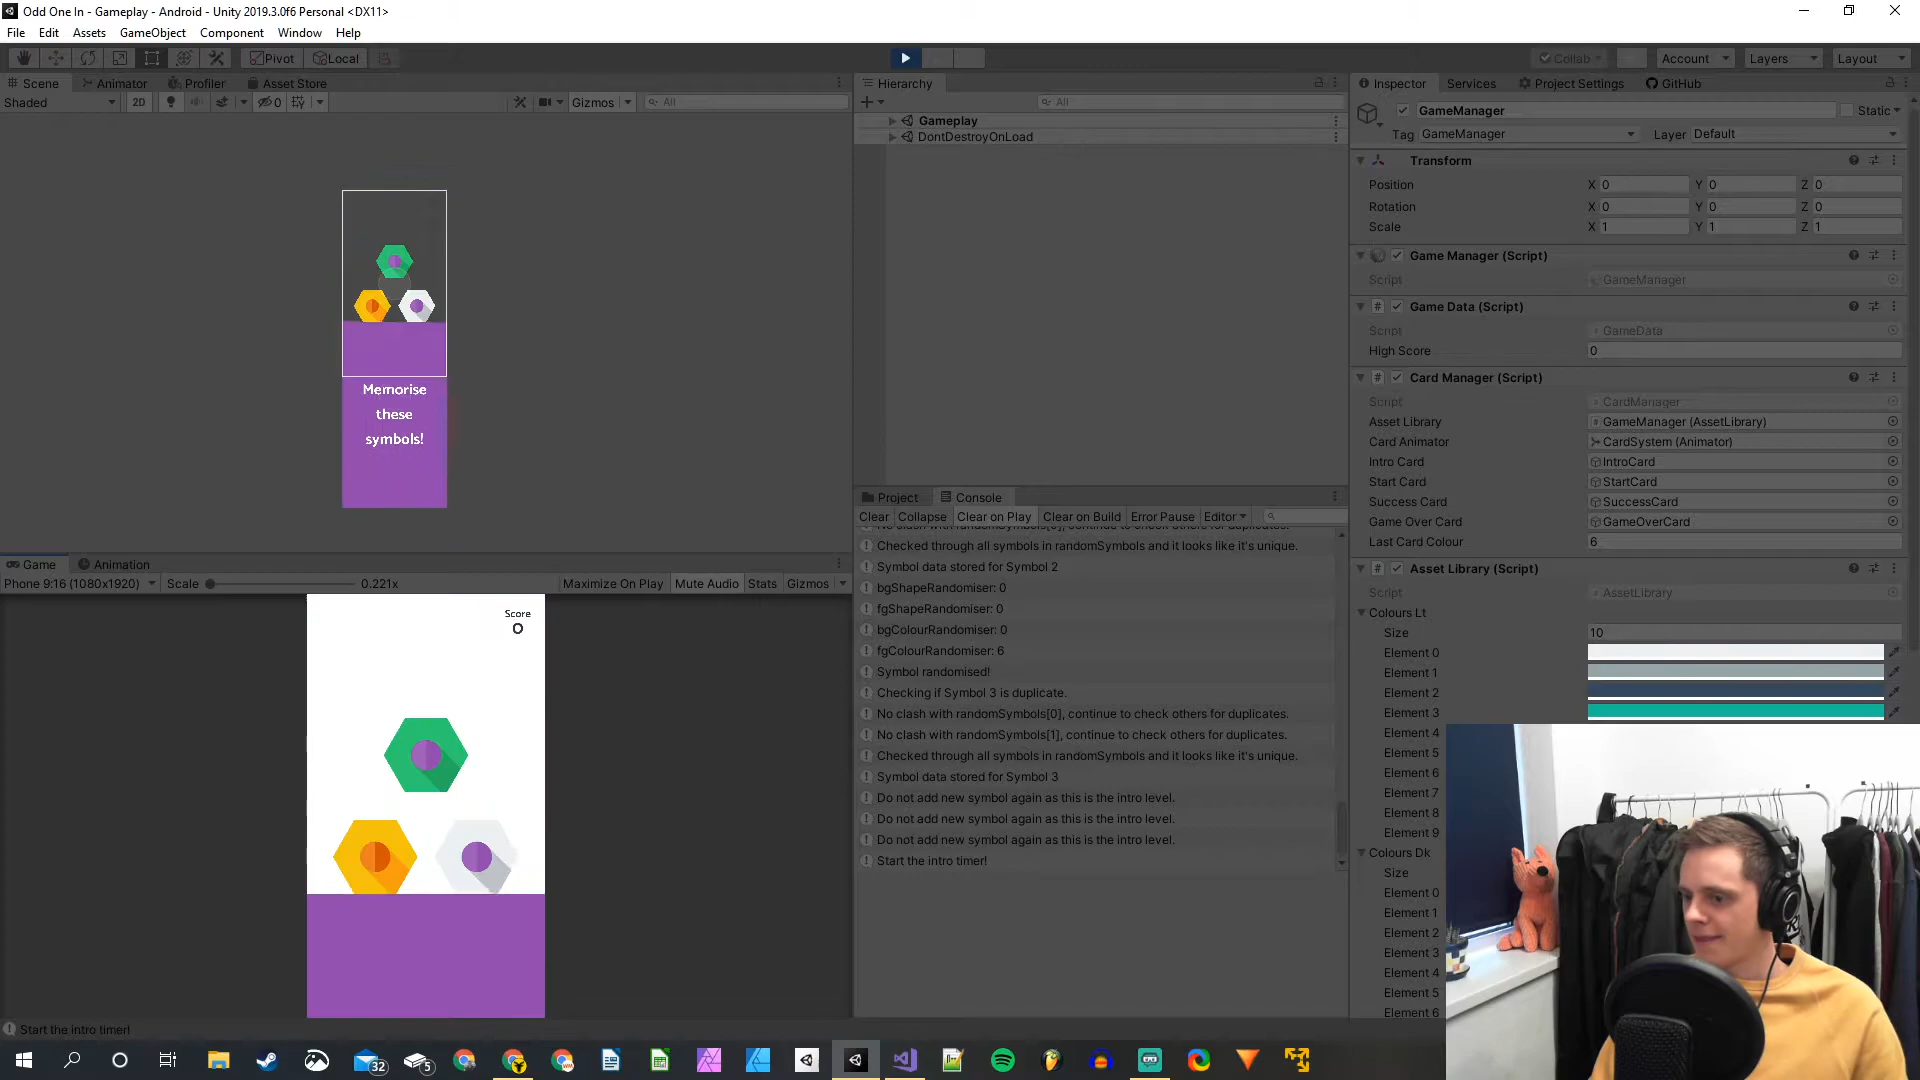 Odd One In - Gameplay - Android - Unity 2019.3.0f6 Personal <DX11>
File Edit Assets GameObject Component Window Help
Pivot Local Collab Account Layers Layout
Scene Animator Profiler Asset Store
Shaded 2D 0 Gizmos All
Memorise
these
symbols!
Game Animation
Phone 9:16 (1080x1920) Scale 0.221x Maximize On Play Mute Audio Stats Gizmos
Score
0
Start the intro timer!
Hierarchy
All
Gameplay
DontDestroyOnLoad
Project Console
Clear Collapse Clear on Play Clear on Build Error Pause Editor
No clash with randomSymbols[0], continue to check others for duplicates.
Checked through all symbols in randomSymbols and it looks like it's unique.
Symbol data stored for Symbol 2
bgShapeRandomiser: 0
fgShapeRandomiser: 0
bgColourRandomiser: 0
fgColourRandomiser: 6
Symbol randomised!
Checking if Symbol 3 is duplicate.
No clash with randomSymbols[0], continue to check others for duplicates.
No clash with randomSymbols[1], continue to check others for duplicates.
Checked through all symbols in randomSymbols and it looks like it's unique.
Symbol data stored for Symbol 3
Do not add new symbol again as this is the intro level.
Do not add new symbol again as this is the intro level.
Do not add new symbol again as this is the intro level.
Start the intro timer!
Inspector Services Project Settings GitHub
GameManager Static
Tag GameManager Layer Default
Transform
Position X 0 Y 0 Z 0
Rotation X 0 Y 0 Z 0
Scale X 1 Y 1 Z 1
Game Manager (Script)
Script GameManager
Game Data (Script)
Script GameData
High Score 0
Card Manager (Script)
Script CardManager
Asset Library GameManager (AssetLibrary)
Card Animator CardSystem (Animator)
Intro Card IntroCard
Start Card StartCard
Success Card SuccessCard
Game Over Card GameOverCard
Last Card Colour 6
Asset Library (Script)
Script AssetLibrary
Colours Lt
Size 10
Element 0
Element 1
Element 2
Element 3
Element 4
Element 5
Element 6
Element 7
Element 8
Element 9
Colours Dk
Size
Element 0
Element 1
Element 2
Element 3
Element 4
Element 5
Element 6
32 5